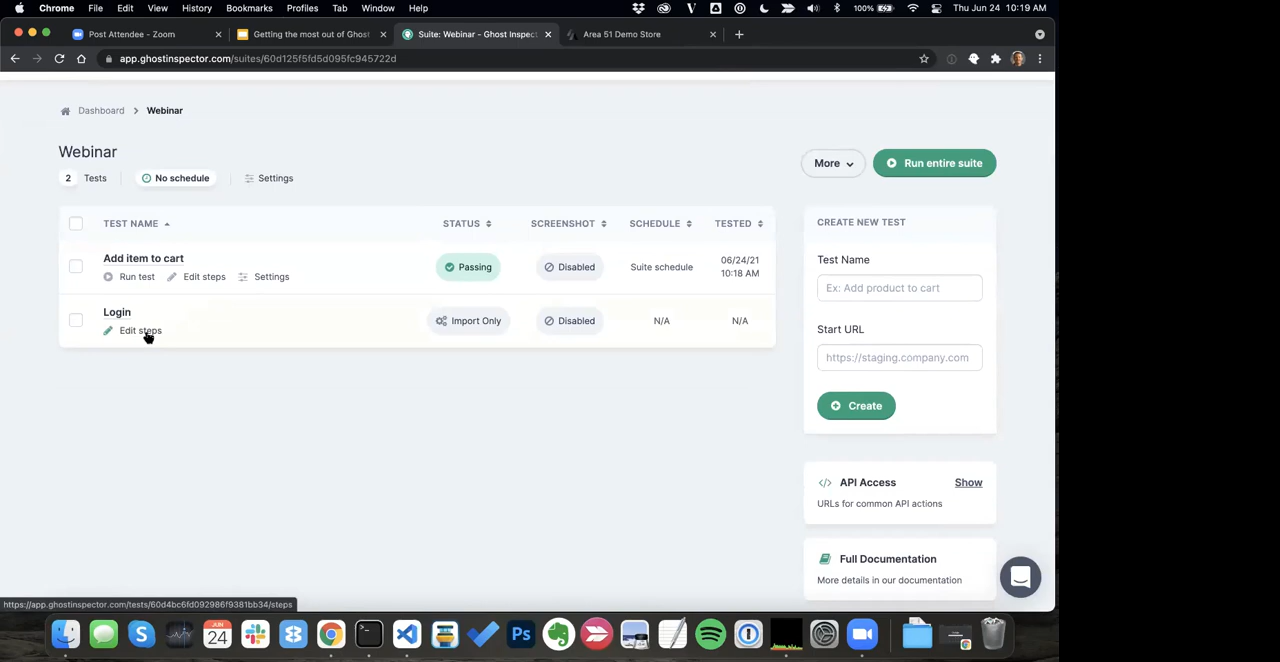 Chrome File Edit View History Bookmarks Profiles Tab Window Help 100% Thu Jun 24 10:19 AM
Post Attendee - Zoom Getting the most out of Ghost Suite: Webinar - Ghost Inspect Area 51 Demo Store
app.ghostinspector.com/suites/60d125f5fd5d095fc945722d
Dashboard > Webinar
Webinar
More
Run entire suite
2 Tests No schedule Settings
TEST NAME STATUS SCREENSHOT SCHEDULE TESTED
Add item to cart
Run test Edit steps Settings
Passing Disabled Suite schedule 06/24/21
10:18 AM
Login
Edit steps
Import Only Disabled N/A N/A
CREATE NEW TEST
Test Name
Ex: Add product to cart
Start URL
https://staging.company.com
Create
</> API Access Show
URLs for common API actions
Full Documentation
More details in our documentation
https://app.ghostinspector.com/tests/60d4bc6fd092986f9381bb34/steps
JUN
24
Ps